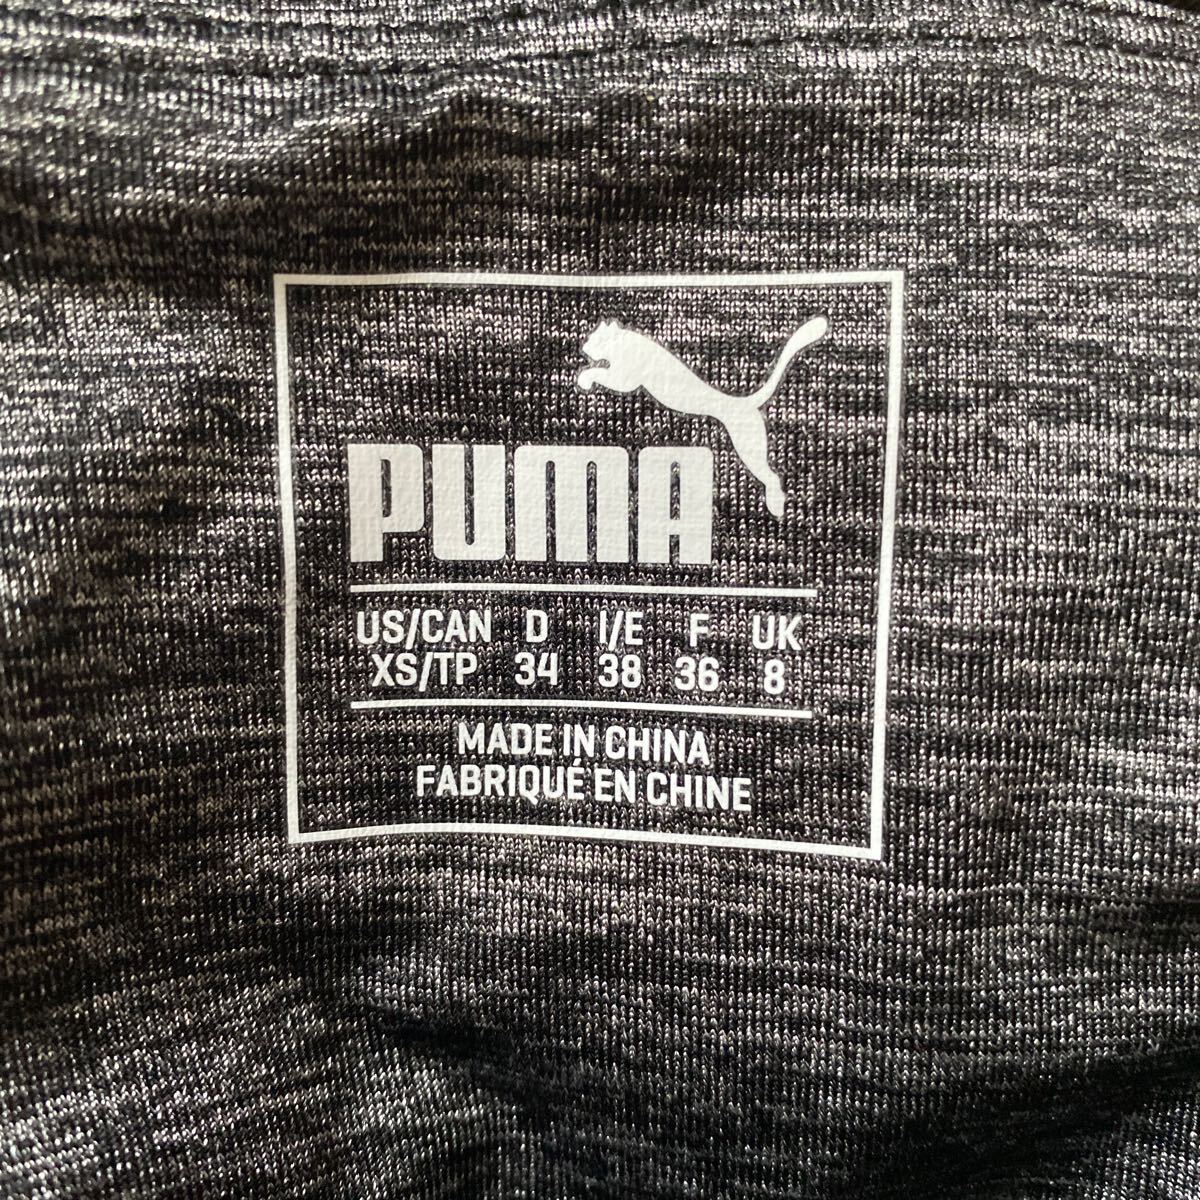 PUMA
US/CAN D I/E F UK
XS/TP 34 38 36 8
MADE IN CHINA
FABRIQUÉ EN CHINE